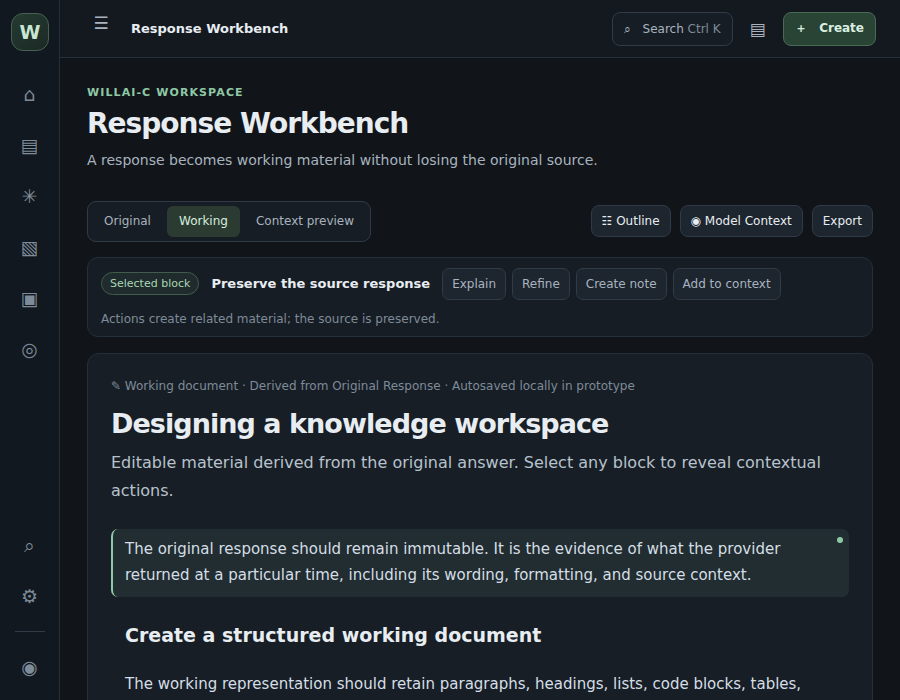 W
Response Workbench
Search Ctrl K
+ Create
WILLAI-C WORKSPACE
Response Workbench
A response becomes working material without losing the original source.
Original Working Context preview
Outline Model Context Export
Selected block Preserve the source response Explain Refine Create note Add to context
Actions create related material; the source is preserved.
Working document · Derived from Original Response · Autosaved locally in prototype
Designing a knowledge workspace
Editable material derived from the original answer. Select any block to reveal contextual
actions.
The original response should remain immutable. It is the evidence of what the provider
returned at a particular time, including its wording, formatting, and source context.
Create a structured working document
The working representation should retain paragraphs, headings, lists, code blocks, tables,